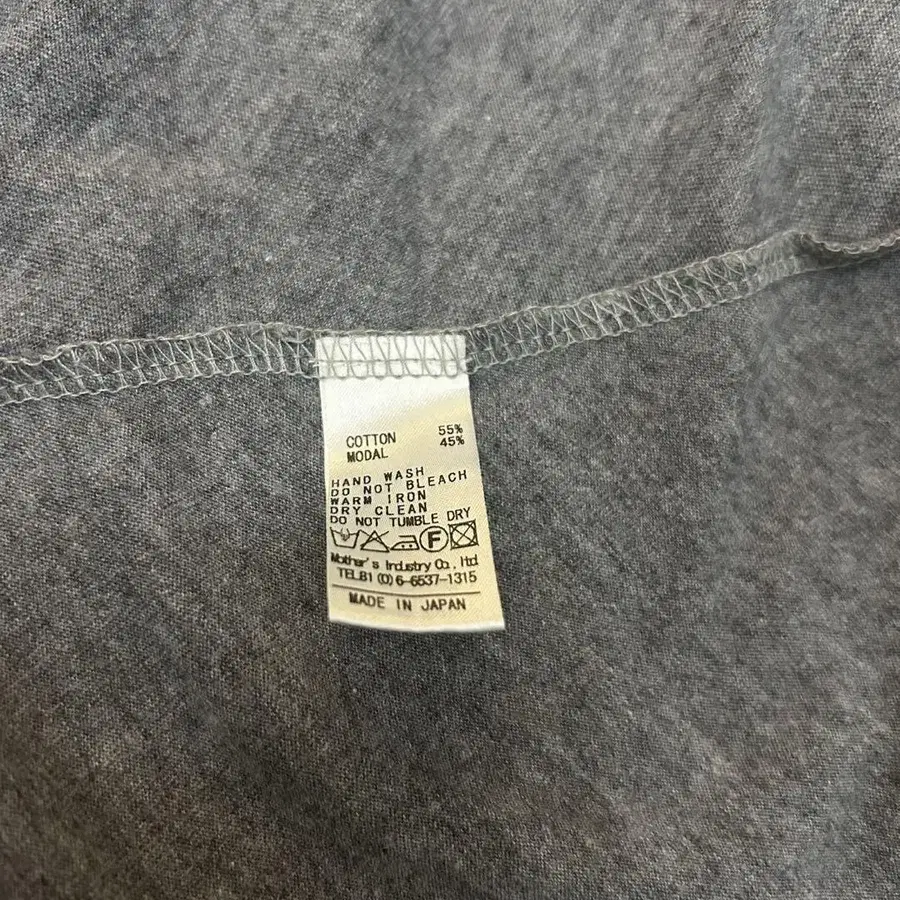 COTTON 55%
MODAL 45%
HAND WASH
DO NOT BLEACH
WARM IRON
DRY CLEAN
DO NOT TUMBLE DRY
F
Mother's Industry Co., ltd
TEL81 (0) 6-6537-1315
MADE IN JAPAN